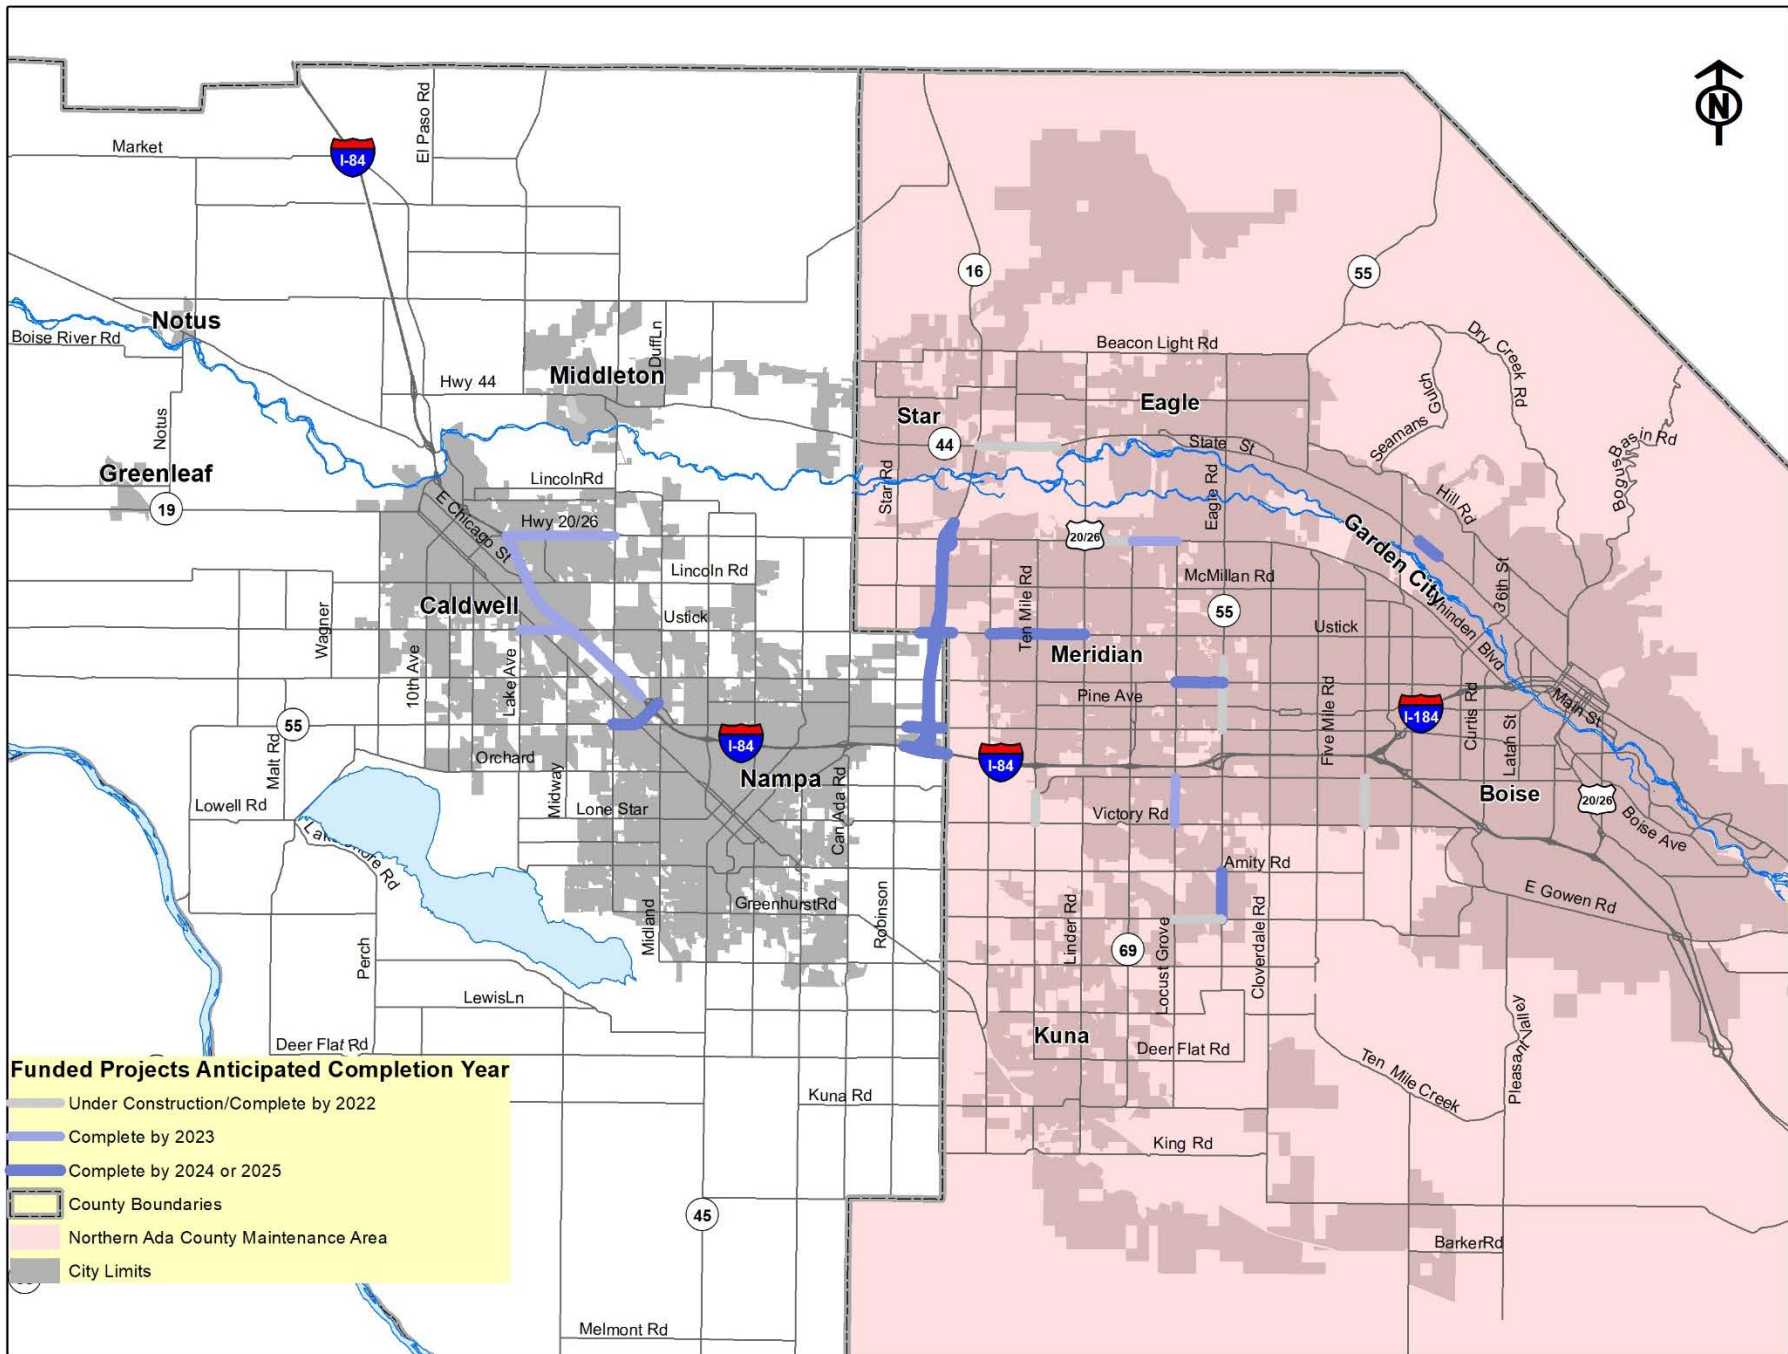 Market
I-84
El Paso Rd
N
16
55
Notus
Boise River Rd
Duff Ln
Beacon Light Rd
Dry Creek Rd
Hwy 44
Middleton
Seamans Gulch
Star
Eagle
44
State St
Bogus Basin Rd
Notus
Greenleaf
19
LincolnRd
Star Rd
Eagle Rd
Hill Rd
E Chicago St
Hwy 20/26
20/26
Garden City
36th St
Lincoln Rd
Ten Mile Rd
McMillan Rd
Caldwell
Wagner
Ustick
55
Ustick
hinden Blvd
10th Ave
Lake Ave
Meridian
Pine Ave
Five Mile Rd
I-184
Curtis Rd
Latah St
Main St
55
Malt Rd
Orchard
I-84
I-84
Nampa
Can Ada Rd
Midway
Lone Star
Lowell Rd
Lake Shore Rd
Victory Rd
Boise
20/26
Boise Ave
Amity Rd
E Gowen Rd
GreenhurstRd
Midland
Robinson
Perch
Linder Rd
69
Locust Grove
Cloverdale Rd
LewisLn
Pleasant Valley
Kuna
Deer Flat Rd
Deer Flat Rd
Ten Mile Creek
Kuna Rd
King Rd
45
BarkerRd
Melmont Rd
Funded Projects Anticipated Completion Year
Under Construction/Complete by 2022
Complete by 2023
Complete by 2024 or 2025
County Boundaries
Northern Ada County Maintenance Area
City Limits